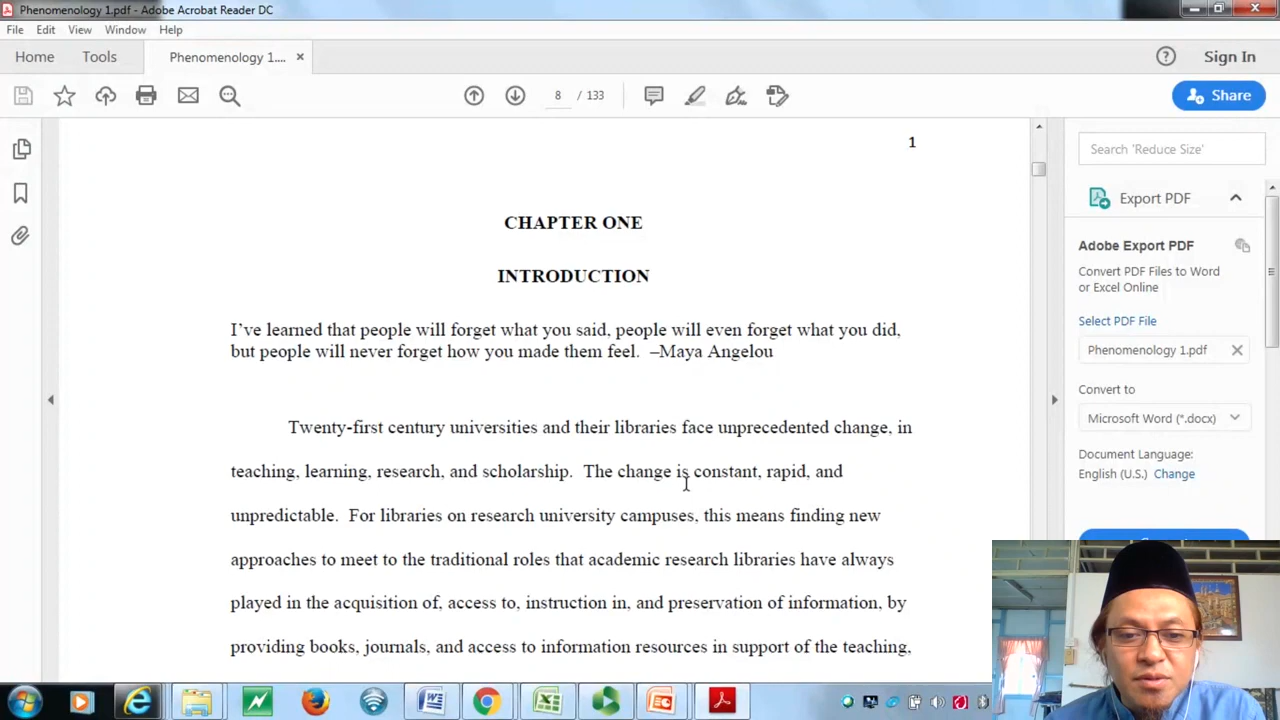 Phenomenology 1.pdf - Adobe Acrobat Reader DC
File Edit View Window Help
Home Tools Phenomenology 1.... × Sign In
8 / 133 Share
1
CHAPTER ONE
INTRODUCTION
I’ve learned that people will forget what you said, people will even forget what you did,
but people will never forget how you made them feel. –Maya Angelou
Twenty-first century universities and their libraries face unprecedented change, in
teaching, learning, research, and scholarship. The change is constant, rapid, and
unpredictable. For libraries on research university campuses, this means finding new
approaches to meet to the traditional roles that academic research libraries have always
played in the acquisition of, access to, instruction in, and preservation of information, by
providing books, journals, and access to information resources in support of the teaching,
Search 'Reduce Size'
Export PDF
Adobe Export PDF
Convert PDF Files to Word
or Excel Online
Select PDF File
Phenomenology 1.pdf
Convert to
Microsoft Word (*.docx)
Document Language:
English (U.S.) Change